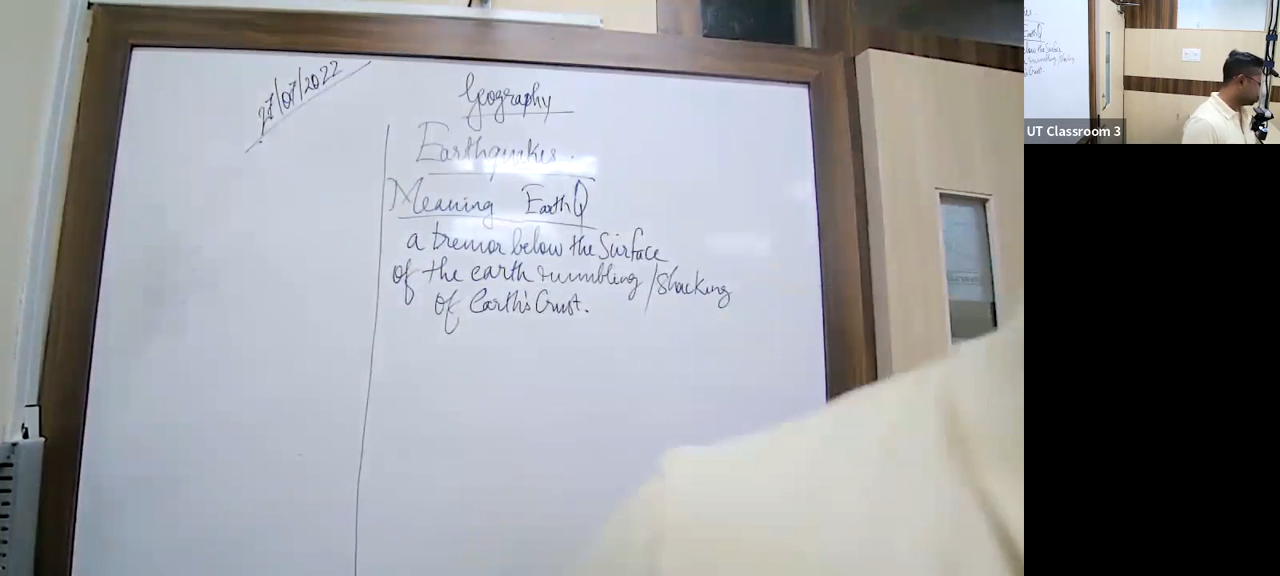 27/07/2022
Geography
Earthquakes.
Meaning EarthQ
a tremor below the Surface
of the earth rumbling/Shacking
of Earth's Crust.
UT Classroom 3